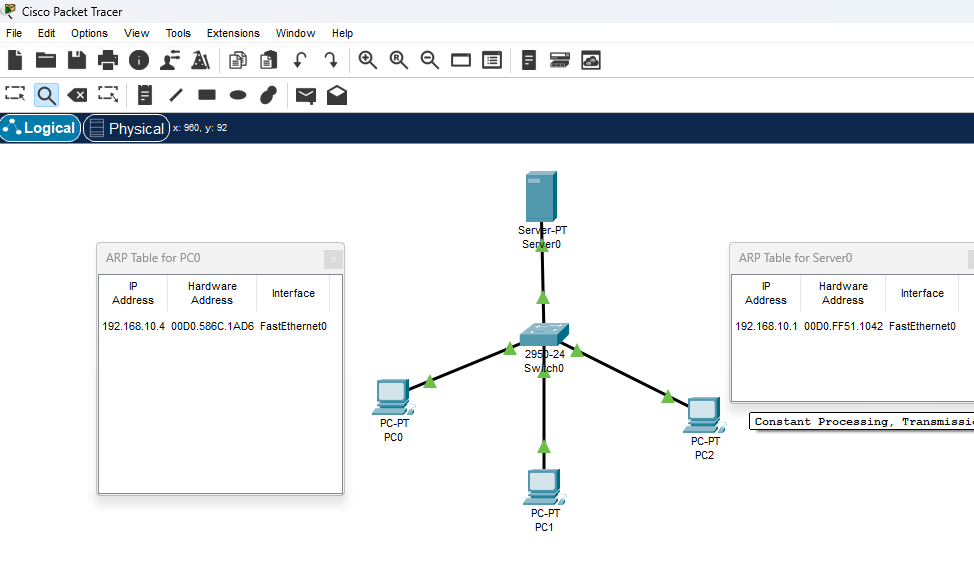 Cisco Packet Tracer
File Edit Options View Tools Extensions Window Help
Logical Physical x: 960, y: 92
Server-PT
Server0
ARP Table for PC0
IP Address Hardware Address Interface
192.168.10.4 00D0.586C.1AD6 FastEthernet0
ARP Table for Server0
IP Address Hardware Address Interface
192.168.10.1 00D0.FF51.1042 FastEthernet0
2950-24
Switch0
PC-PT
PC0
PC-PT
PC2
Constant Processing, Transmissio
PC-PT
PC1